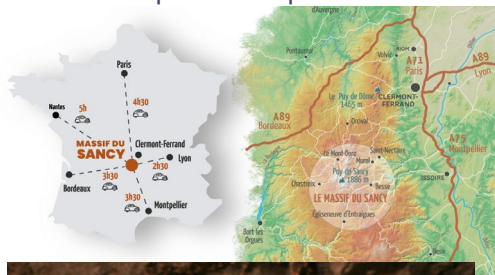 Paris
Nantes
5h
4h30
MASSIF DU
SANCY
Clermont-Ferrand
Lyon
2h30
3h30
Bordeaux
3h30
Montpellier
d'Auvergne
Pontaumur
Volvic
RIOM
A71
Paris
A89
Lyon
Le Puy de Dôme
1465 m
CLERMONT-
FERRAND
A89
Bordeaux
Orcival
A75
Montpellier
Le Mont-Dore
Saint-Nectaire
Murol
Puy de Sancy
1886 m
ISSOIRE
Chastreix
Besse
LE MASSIF DU SANCY
Égliseneuve d'Entraigues
Bort-les
Orgues